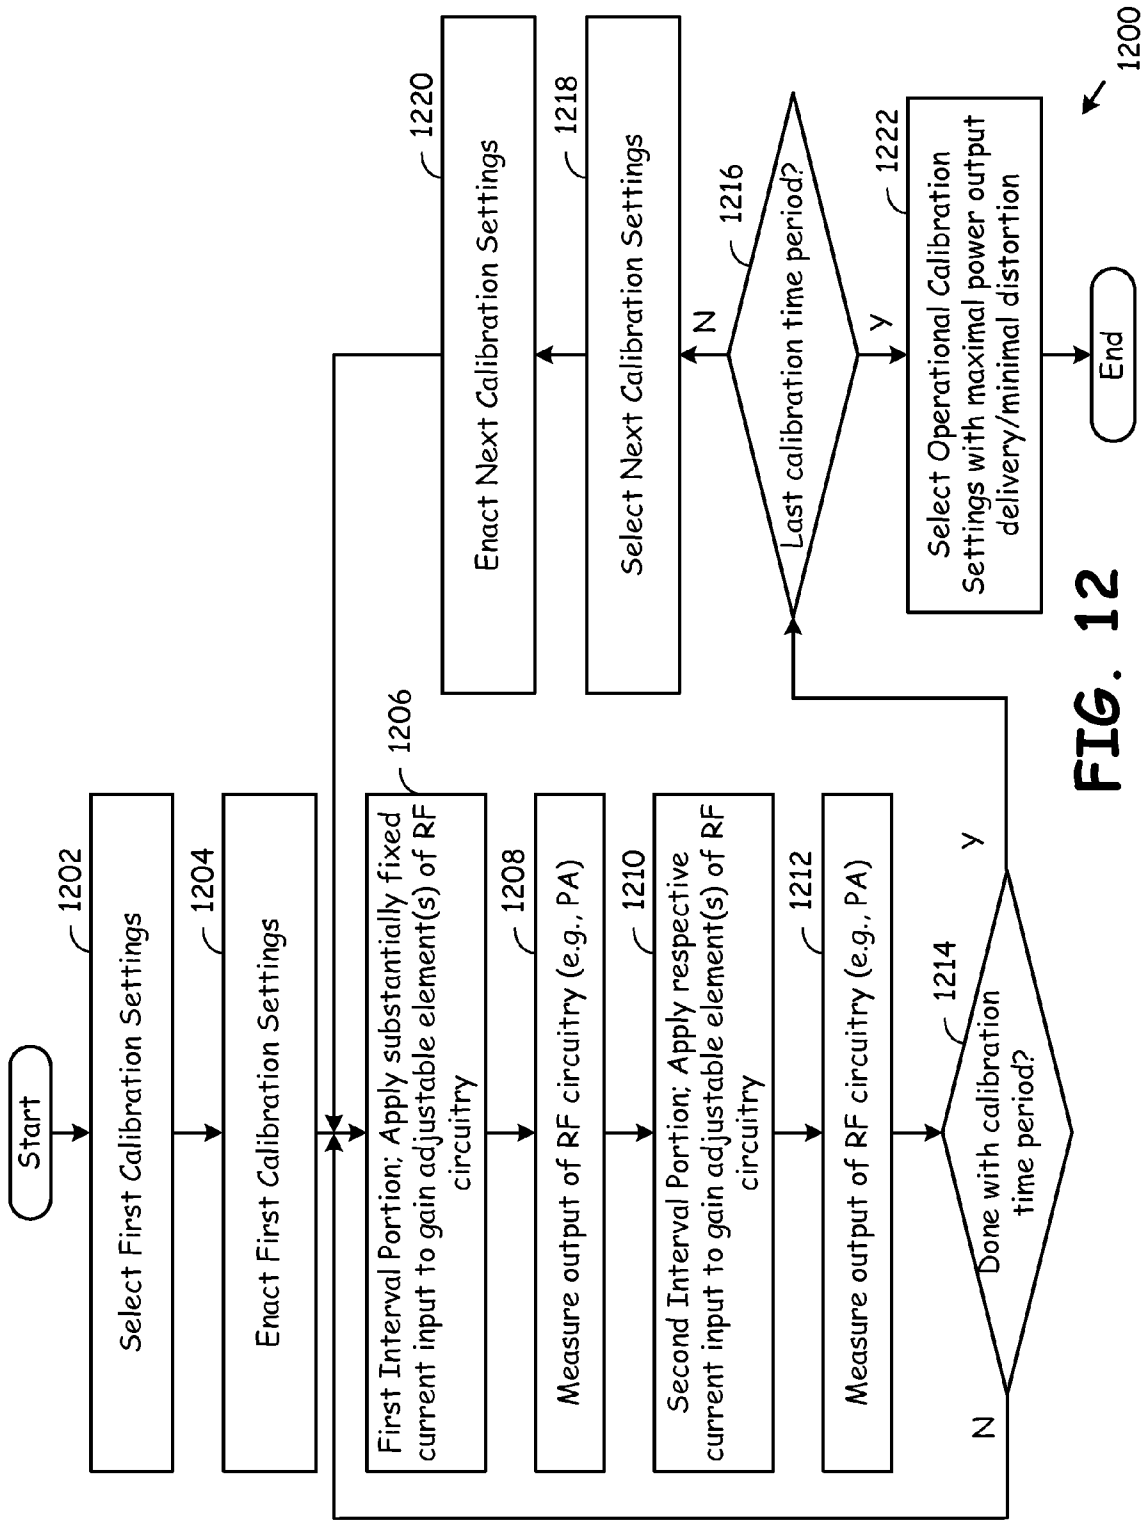 Start
1202
Select First Calibration Settings
1204
Enact First Calibration Settings
1206
First Interval Portion; Apply substantially fixed
current input to gain adjustable element(s) of RF
circuitry
1208
Measure output of RF circuitry (e.g., PA)
1210
Second Interval Portion; Apply respective
current input to gain adjustable element(s) of RF
circuitry
1212
Measure output of RF circuitry (e.g., PA)
1214
Done with calibration
time period?
N
y
1220
Enact Next Calibration Settings
1218
Select Next Calibration Settings
N
1216
Last calibration time period?
y
1222
Select Operational Calibration
Settings with maximal power output
delivery/minimal distortion
End
1200
FIG. 12